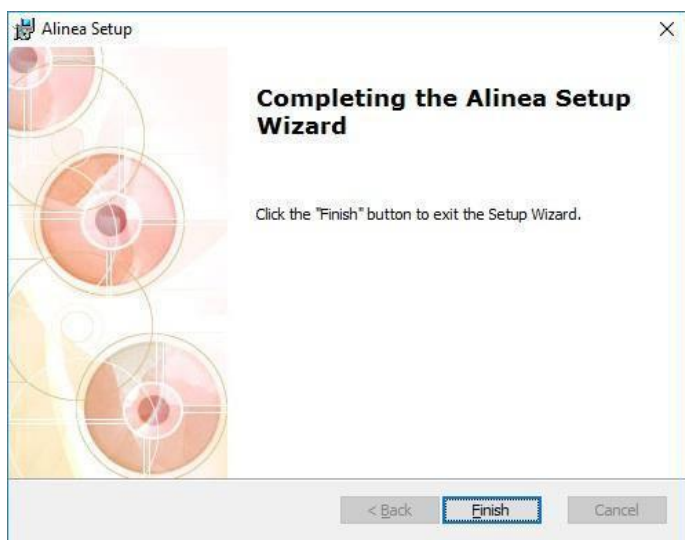 Alinea Setup
Completing the Alinea Setup
Wizard
Click the "Finish" button to exit the Setup Wizard.
< Back
Finish
Cancel